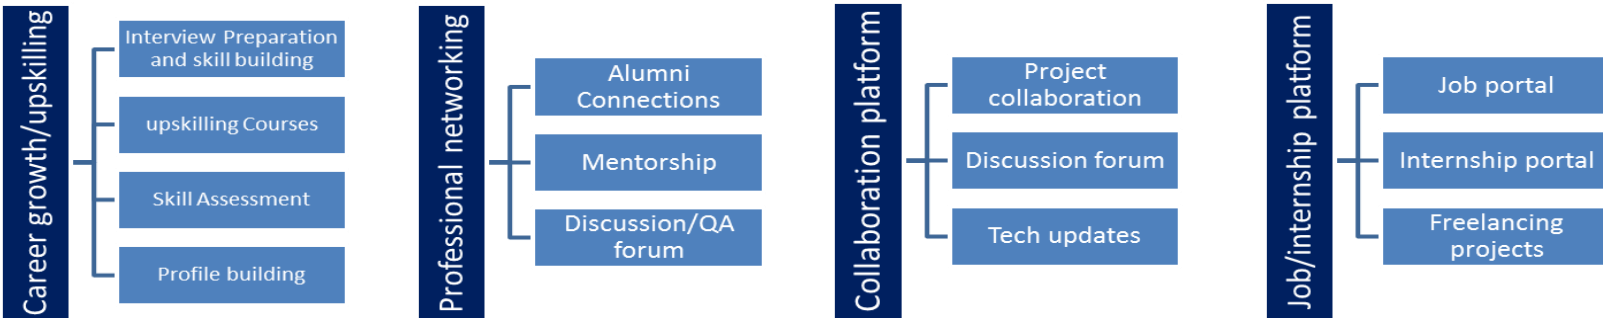 Career growth/upskilling
Interview Preparation
and skill building
upskilling Courses
Skill Assessment
Profile building
Professional networking
Alumni
Connections
Mentorship
Discussion/QA
forum
Collaboration platform
Project
collaboration
Discussion forum
Tech updates
Job/internship platform
Job portal
Internship portal
Freelancing
projects